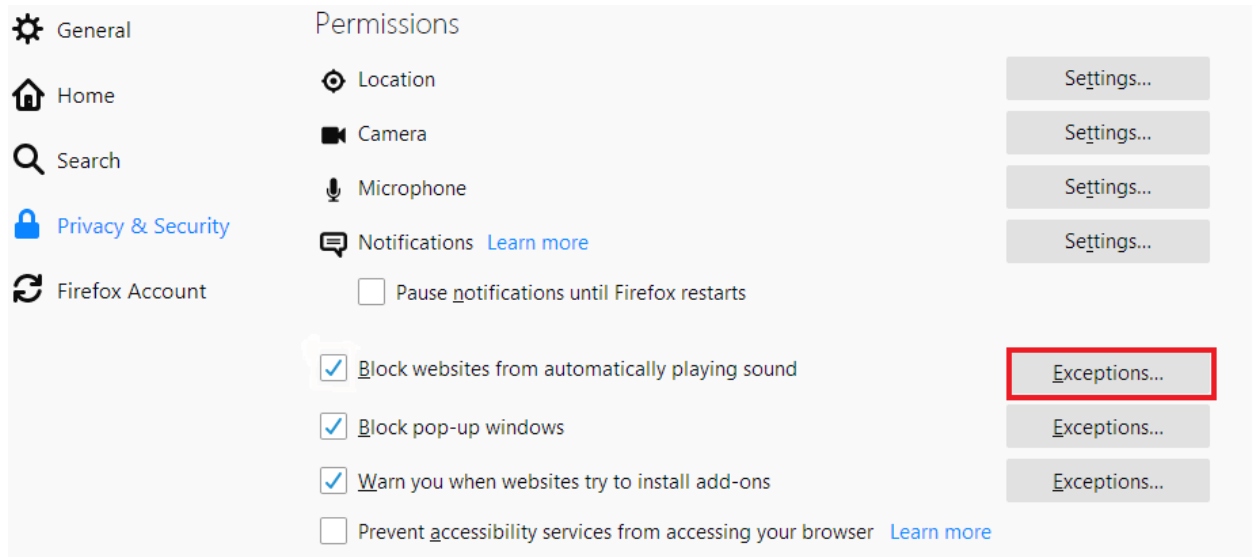 General
Home
Search
Privacy & Security
Firefox Account
Permissions
Location Settings...
Camera Settings...
Microphone Settings...
Notifications Learn more Settings...
Pause notifications until Firefox restarts
Block websites from automatically playing sound Exceptions...
Block pop-up windows Exceptions...
Warn you when websites try to install add-ons Exceptions...
Prevent accessibility services from accessing your browser Learn more